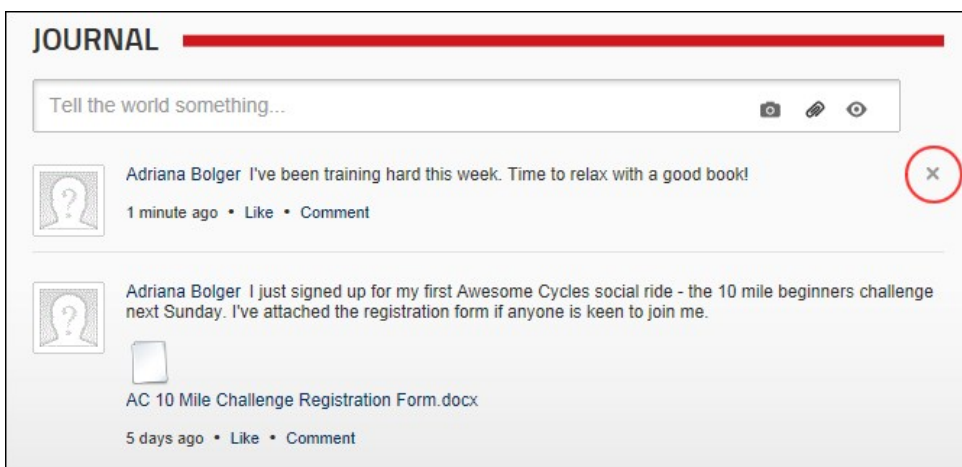 JOURNAL
Tell the world something...
Adriana Bolger I've been training hard this week. Time to relax with a good book!
1 minute ago • Like • Comment
Adriana Bolger I just signed up for my first Awesome Cycles social ride - the 10 mile beginners challenge
next Sunday. I've attached the registration form if anyone is keen to join me.
AC 10 Mile Challenge Registration Form.docx
5 days ago • Like • Comment